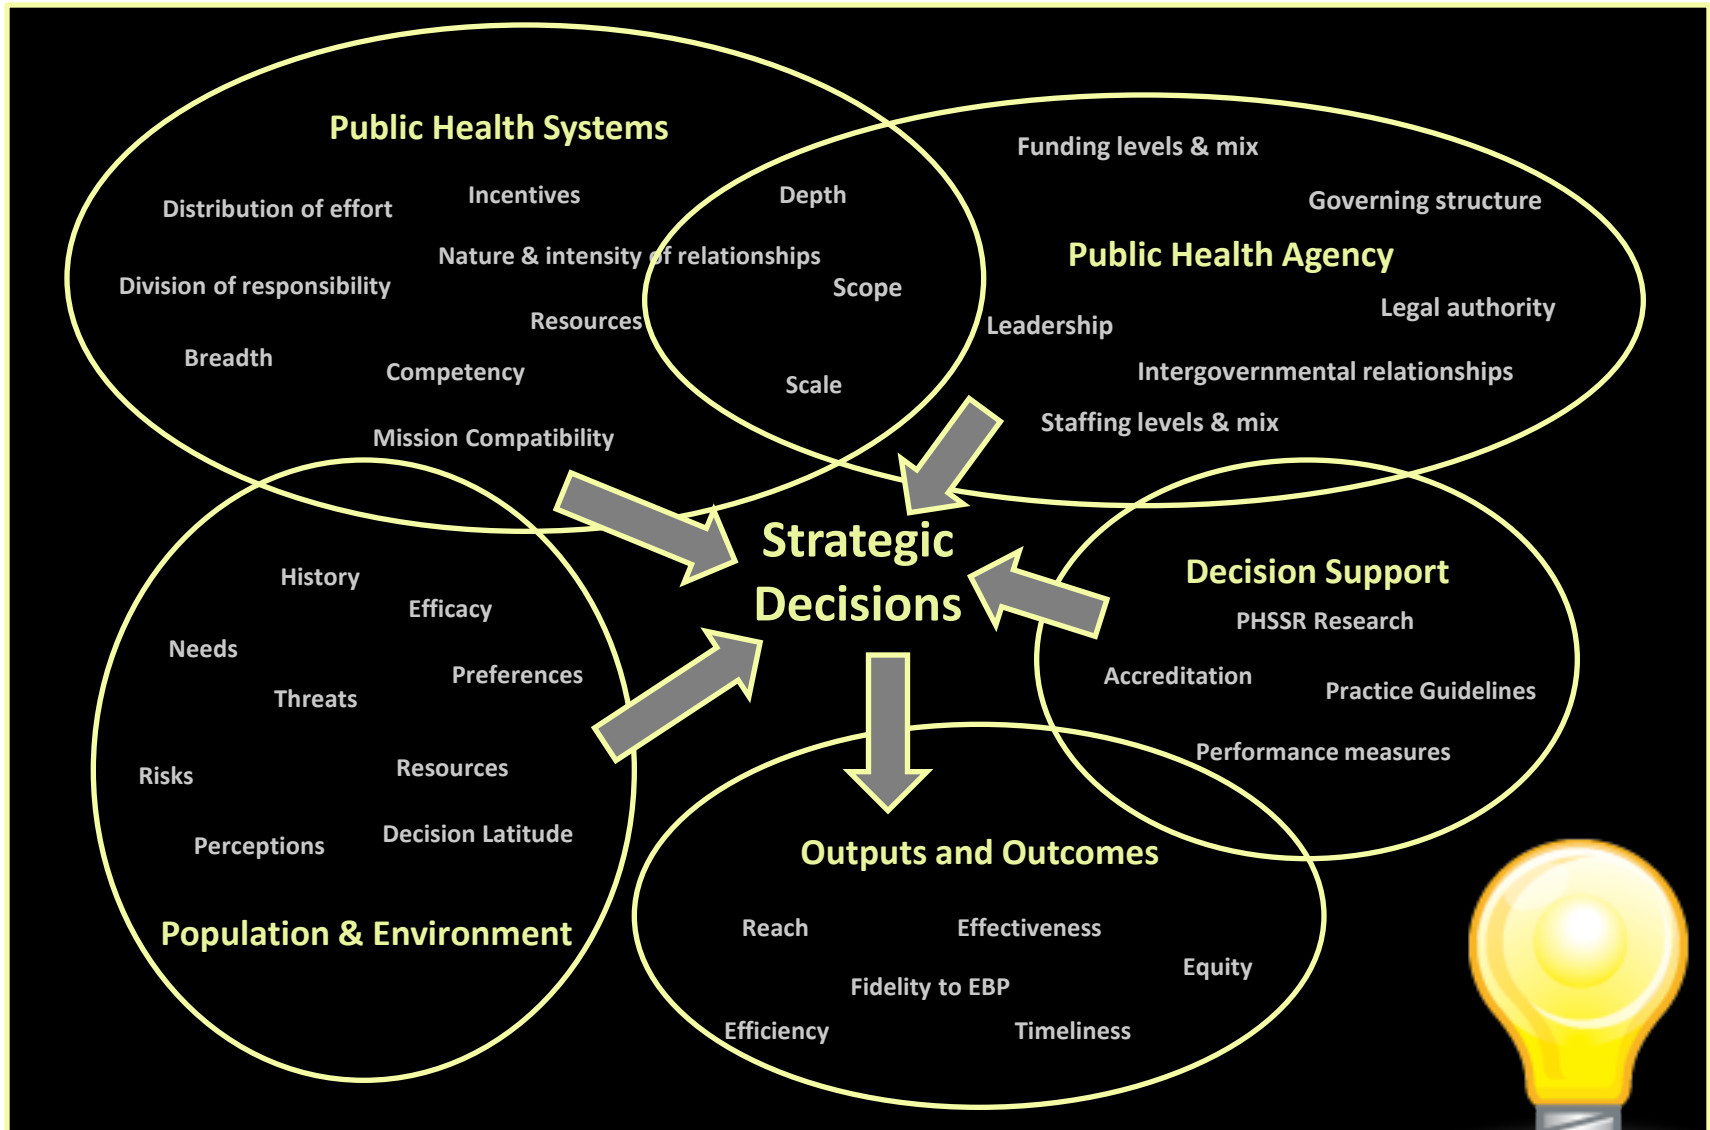 Public Health Systems
Distribution of effort
Incentives
Depth
Nature & intensity of relationships
Division of responsibility
Scope
Resources
Breadth
Competency
Scale
Mission Compatibility
Funding levels & mix
Governing structure
Public Health Agency
Legal authority
Leadership
Intergovernmental relationships
Staffing levels & mix
Strategic
Decisions
Decision Support
PHSSR Research
Accreditation
Practice Guidelines
Performance measures
History
Efficacy
Needs
Preferences
Threats
Risks
Resources
Perceptions
Decision Latitude
Population & Environment
Outputs and Outcomes
Reach
Effectiveness
Equity
Fidelity to EBP
Efficiency
Timeliness